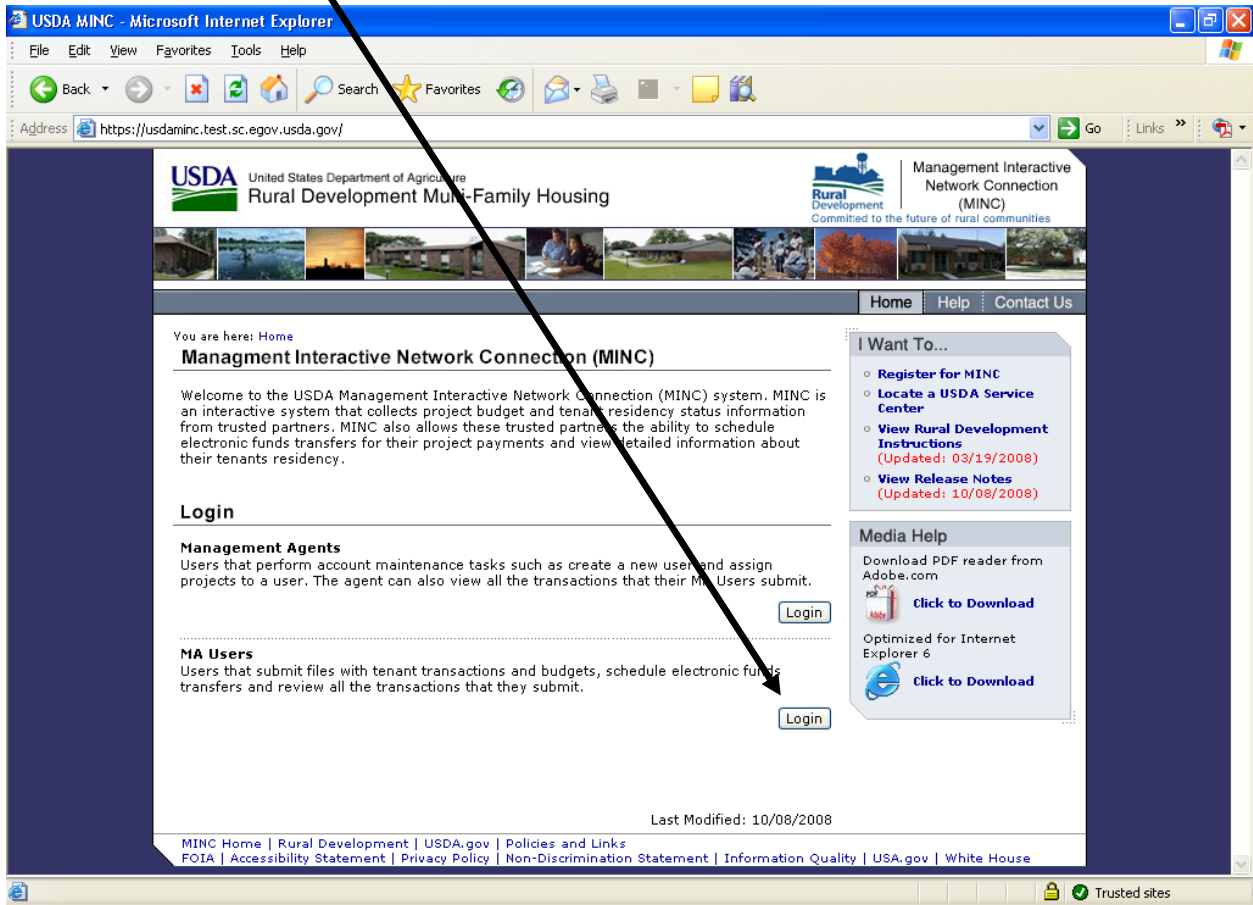 USDA MINC - Microsoft Internet Explorer
File Edit View Favorites Tools Help
Back Search Favorites
Address https://usdaminc.test.sc.egov.usda.gov/ Go Links »
USDA United States Department of Agriculture
Rural Development Multi-Family Housing
Rural Development
Committed to the future of rural communities
Management Interactive
Network Connection
(MINC)
Home Help Contact Us
You are here: Home
Managment Interactive Network Connection (MINC)
Welcome to the USDA Management Interactive Network Connection (MINC) system. MINC is
an interactive system that collects project budget and tenant residency status information
from trusted partners. MINC also allows these trusted partners the ability to schedule
electronic funds transfers for their project payments and view detailed information about
their tenants residency.
Login
Management Agents
Users that perform account maintenance tasks such as create a new user and assign
projects to a user. The agent can also view all the transactions that their MA Users submit.
Login
MA Users
Users that submit files with tenant transactions and budgets, schedule electronic funds
transfers and review all the transactions that they submit.
Login
I Want To...
Register for MINC
Locate a USDA Service
Center
View Rural Development
Instructions
(Updated: 03/19/2008)
View Release Notes
(Updated: 10/08/2008)
Media Help
Download PDF reader from
Adobe.com
PDF
Adobe
Click to Download
Optimized for Internet
Explorer 6
Click to Download
Last Modified: 10/08/2008
MINC Home | Rural Development | USDA.gov | Policies and Links
FOIA | Accessibility Statement | Privacy Policy | Non-Discrimination Statement | Information Quality | USA.gov | White House
Trusted sites